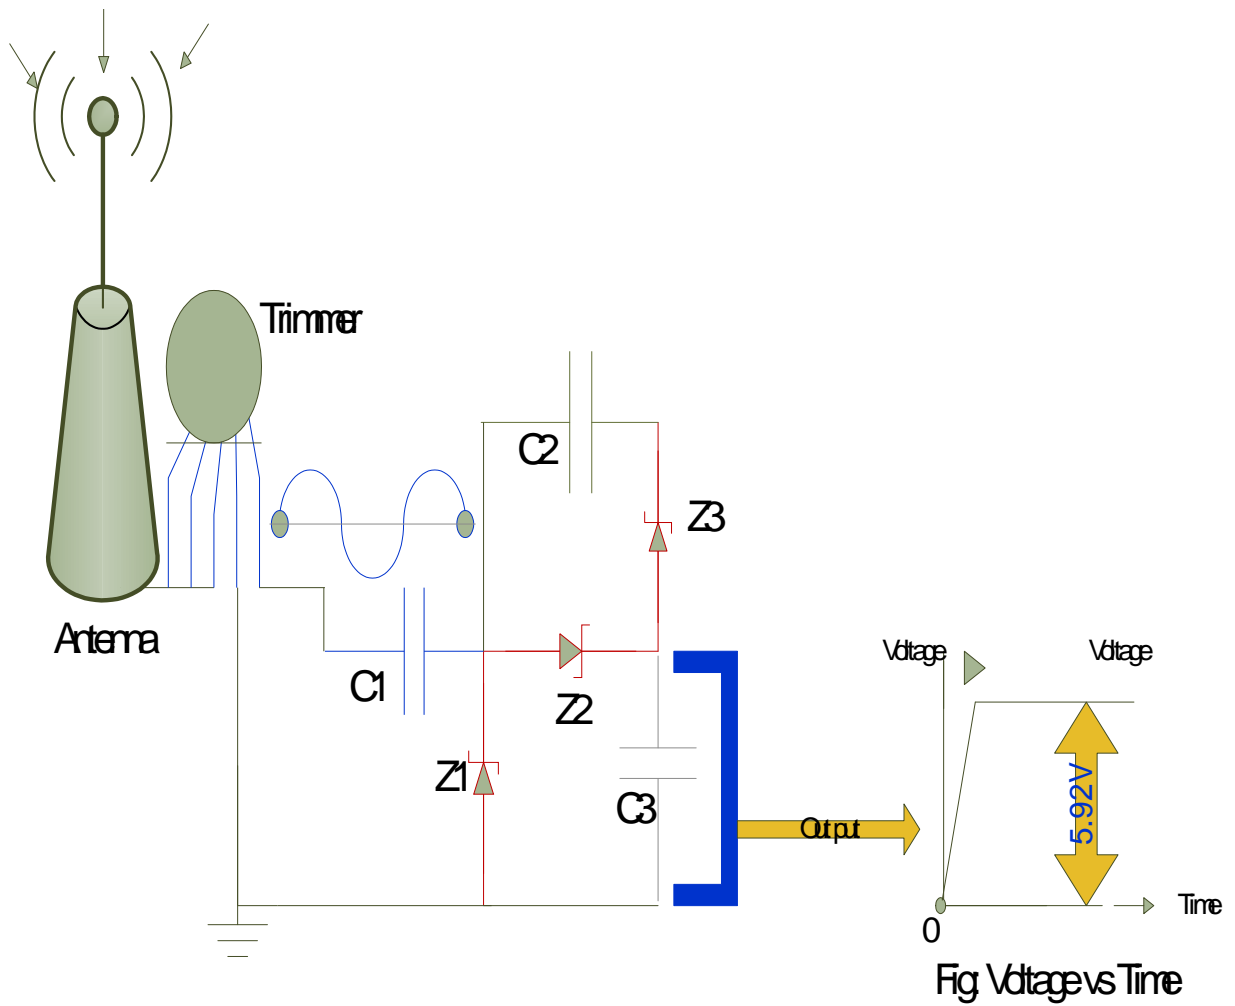 Trimmer
C2
Z3
Antenna
C1
Z2
Z1
C3
Output
Voltage
Voltage
5.92V
Time
0
Fig. Voltage vs Time